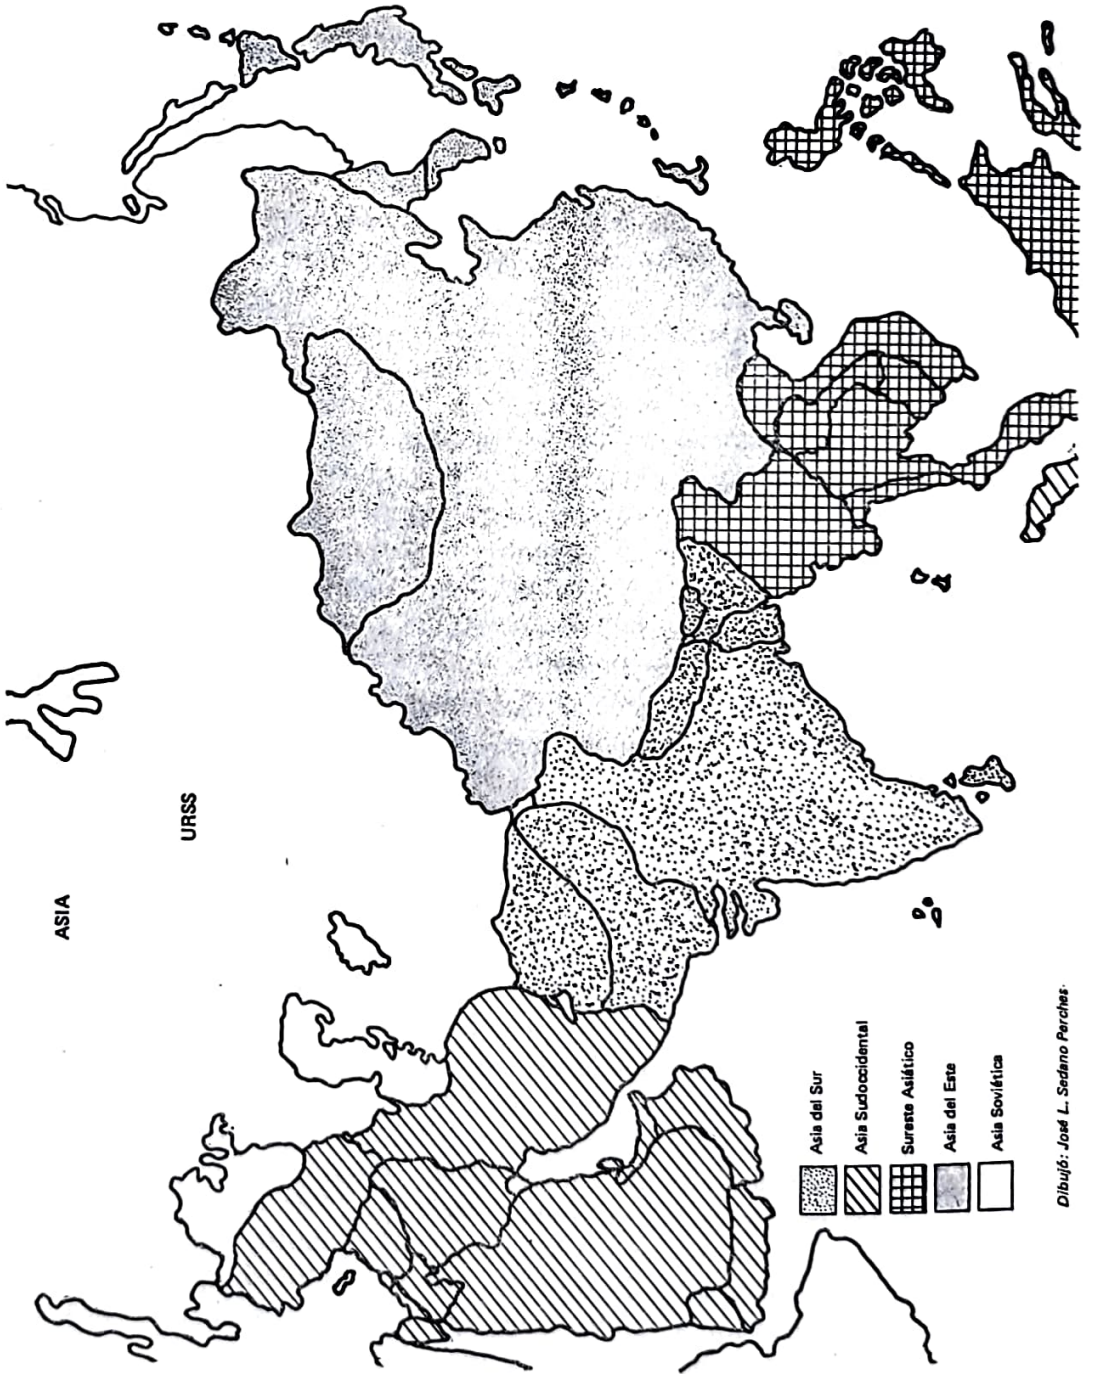 ASIA
URSS
Asia del Sur
Asia Sudoccidental
Sureste Asiático
Asia del Este
Asia Soviética
Dibujó: José L. Sedano Perches.